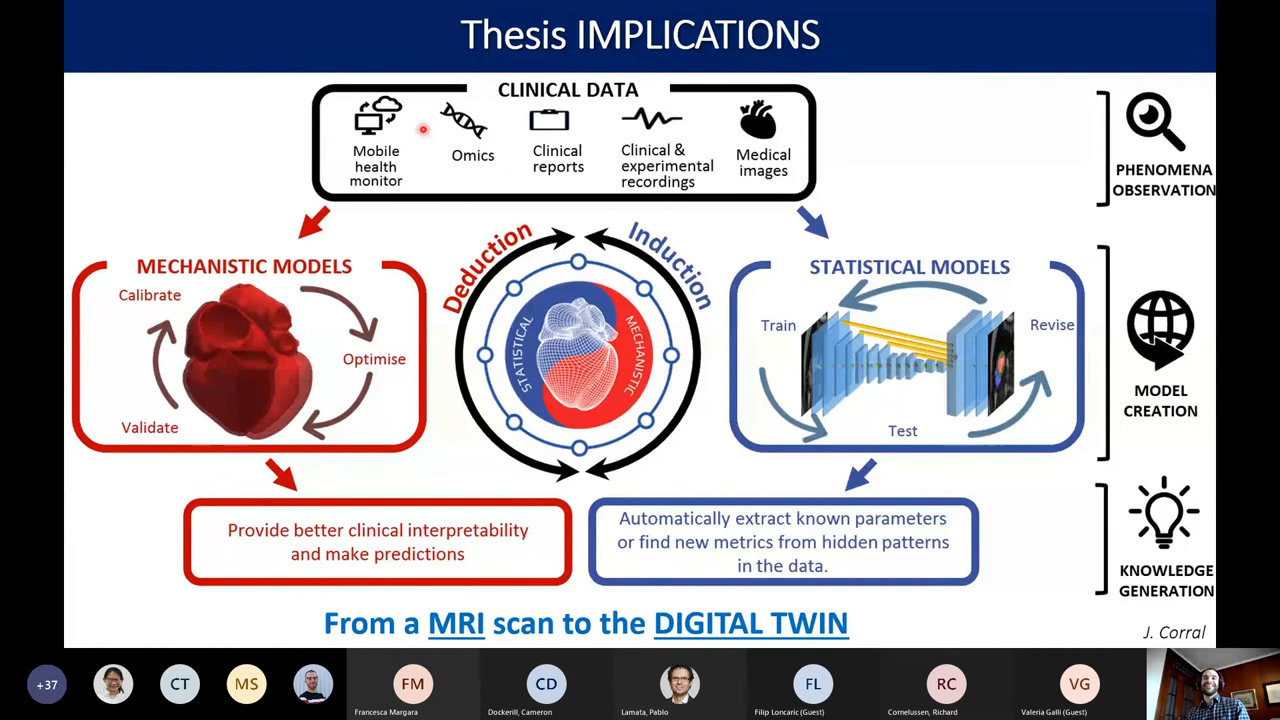 Thesis IMPLICATIONS
CLINICAL DATA
Mobile
health
monitor
Omics
Clinical
reports
Clinical &
experimental
recordings
Medical
images
PHENOMENA
OBSERVATION
Deduction
Induction
MECHANISTIC MODELS
Calibrate
Optimise
Validate
STATISTICAL
MECHANISTIC
STATISTICAL MODELS
Train
Revise
Test
MODEL
CREATION
Provide better clinical interpretability
and make predictions
Automatically extract known parameters
or find new metrics from hidden patterns
in the data.
KNOWLEDGE
GENERATION
From a MRI scan to the DIGITAL TWIN
J. Corral
+37
CT
MS
FM
Francesca Margara
CD
Dockerill, Cameron
Lamata, Pablo
FL
Filip Loncaric (Guest)
RC
Cornelussen, Richard
VG
Valeria Galli (Guest)